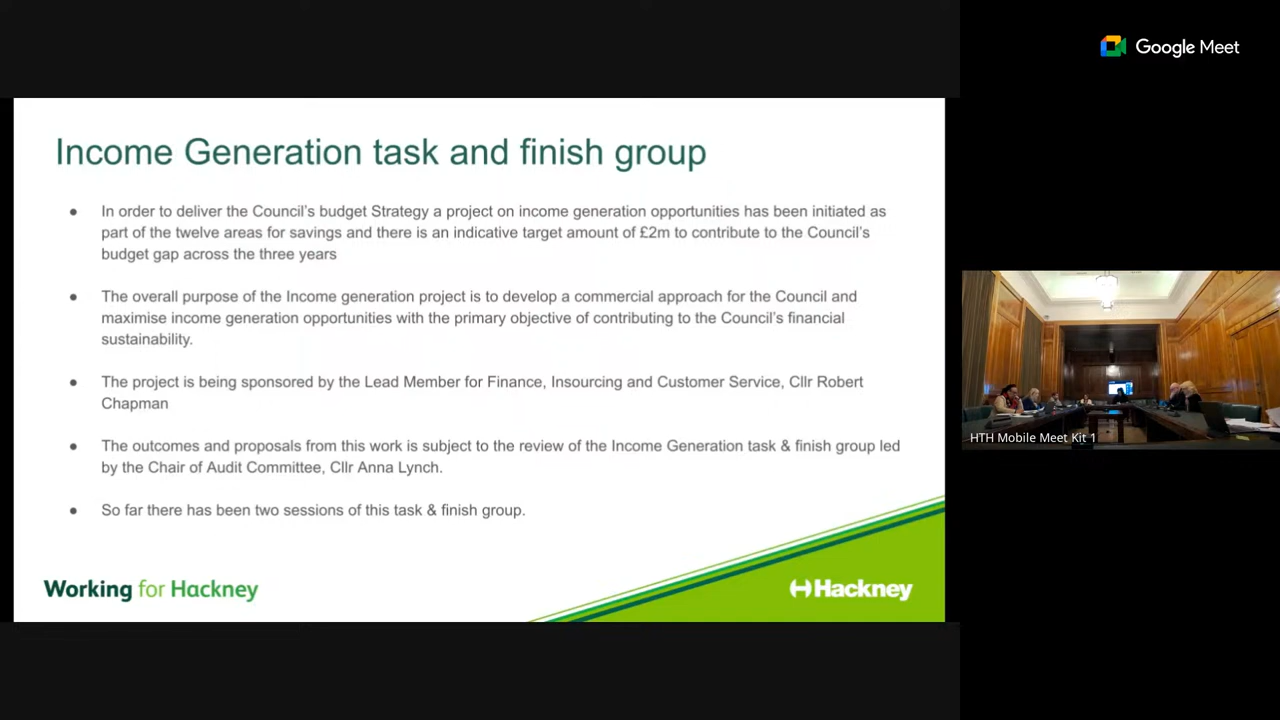 Google Meet
Income Generation task and finish group
● In order to deliver the Council's budget Strategy a project on income generation opportunities has been initiated as
part of the twelve areas for savings and there is an indicative target amount of £2m to contribute to the Council's
budget gap across the three years
● The overall purpose of the Income generation project is to develop a commercial approach for the Council and
maximise income generation opportunities with the primary objective of contributing to the Council's financial
sustainability.
● The project is being sponsored by the Lead Member for Finance, Insourcing and Customer Service, Cllr Robert
Chapman
● The outcomes and proposals from this work is subject to the review of the Income Generation task & finish group led
by the Chair of Audit Committee, Cllr Anna Lynch.
● So far there has been two sessions of this task & finish group.
Working for Hackney
Hackney
HTH Mobile Meet Kit 1